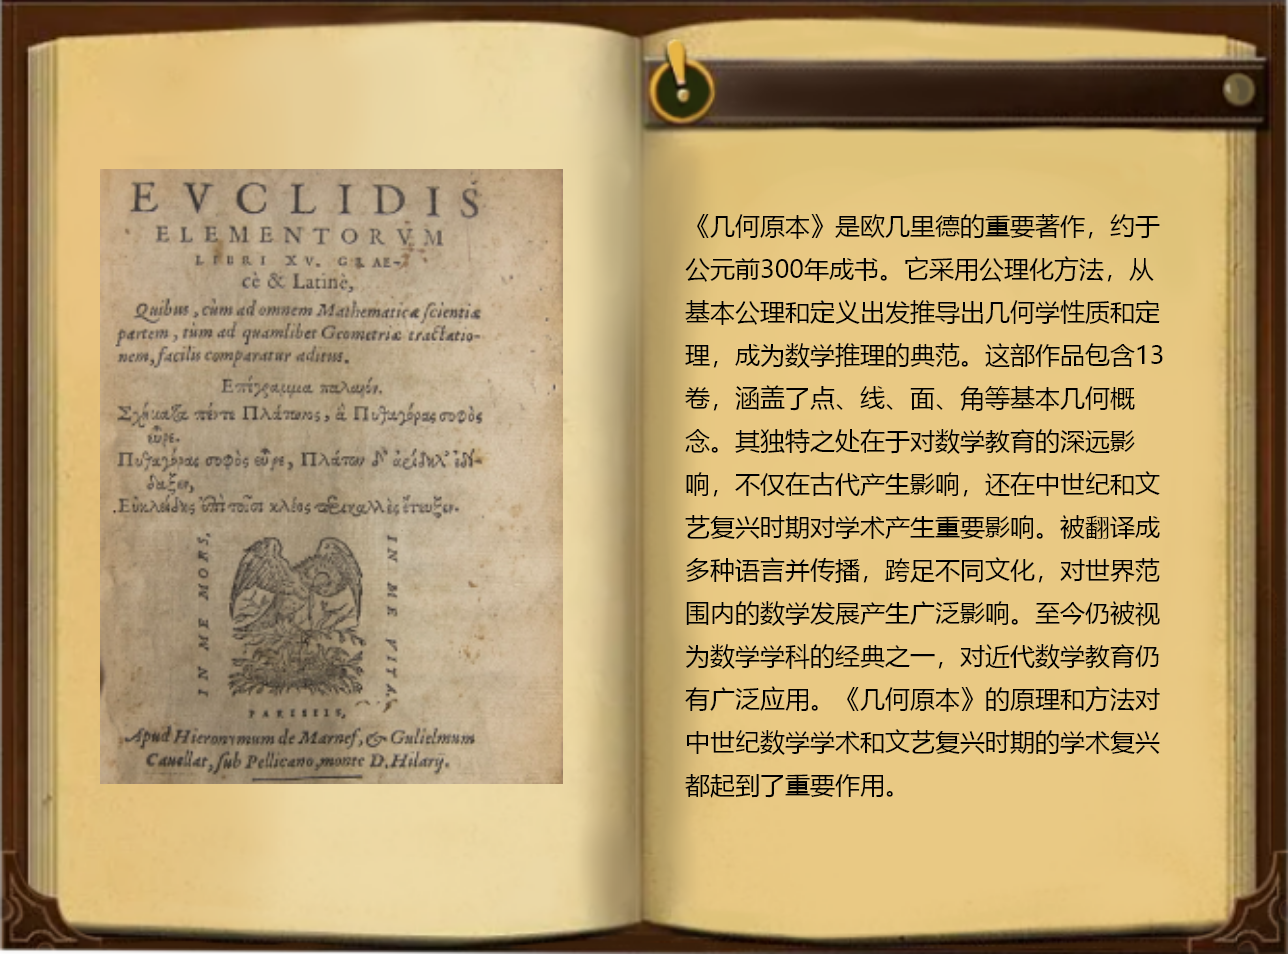 EVCLIDIS
ELEMENTORVM
LIBRI XV. GRAE-
cè & Latinè,
Quibus, cùm ad omnem Mathematicæ scientiæ
partem, tùm ad quamlibet Geometriæ tractatio-
nem, facilis comparatur aditus.
Επίγραμμα παλαιόν.
Σχήματα πέντε Πλάτωνος, ἃ Πυθαγόρας σοφὸς
εὗρε.
Πυθαγόρας σοφὸς εὗρε, Πλάτων δ' ἀρίδηλ' ἐδί-
δαξεν,
Εὐκλείδης ἐπὶ τοῖσι κλέος περικαλλὲς ἔτευξεν.
IN ME MORS,
IN ME VITA.
PARISIIS,
Apud Hieronymum de Marnef, & Gulielmum
Cauellat, sub Pellicano, monte D. Hilarij.
《几何原本》是欧几里德的重要著作，约于
公元前300年成书。它采用公理化方法，从
基本公理和定义出发推导出几何学性质和定
理，成为数学推理的典范。这部作品包含13
卷，涵盖了点、线、面、角等基本几何概
念。其独特之处在于对数学教育的深远影
响，不仅在古代产生影响，还在中世纪和文
艺复兴时期对学术产生重要影响。被翻译成
多种语言并传播，跨足不同文化，对世界范
围内的数学发展产生广泛影响。至今仍被视
为数学学科的经典之一，对近代数学教育仍
有广泛应用。《几何原本》的原理和方法对
中世纪数学学术和文艺复兴时期的学术复兴
都起到了重要作用。